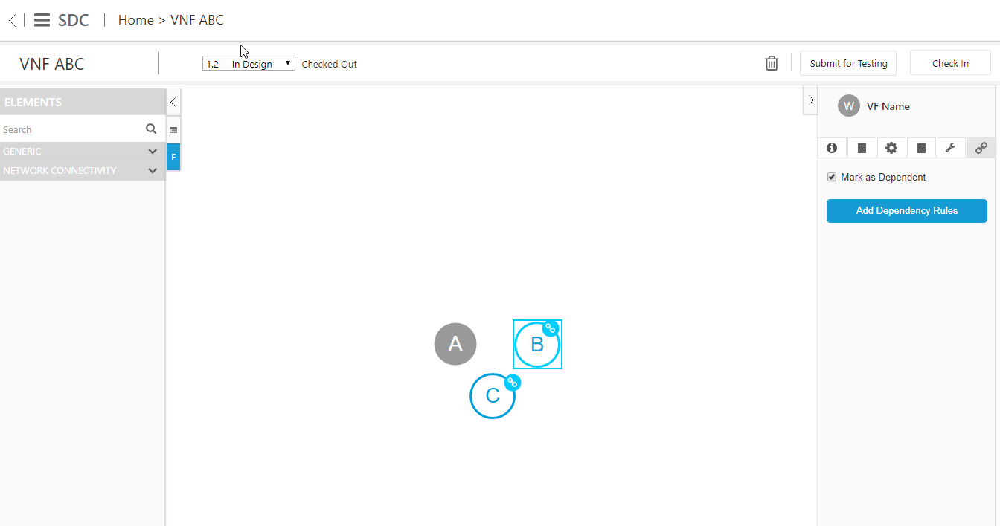 SDC
Home > VNF ABC
VNF ABC
1.2 In Design
Checked Out
Submit for Testing
Check In
ELEMENTS
Search
GENERIC
NETWORK CONNECTIVITY
E
W
VF Name
Mark as Dependent
Add Dependency Rules
A
B
C